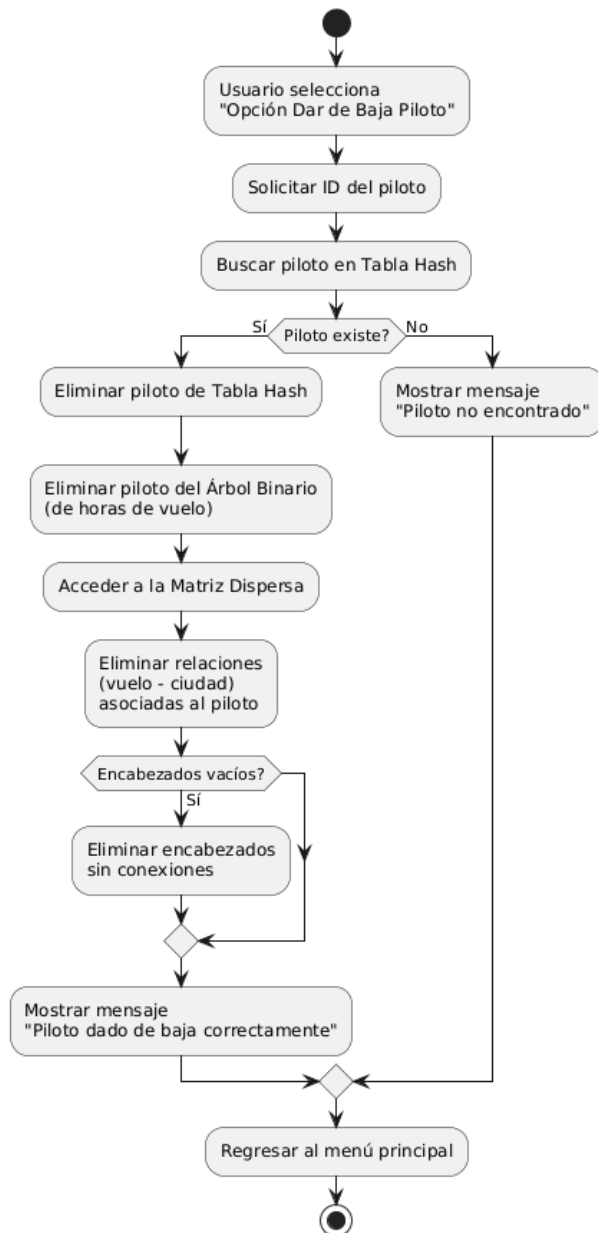 Usuario selecciona
"Opción Dar de Baja Piloto"
Solicitar ID del piloto
Buscar piloto en Tabla Hash
Sí
Piloto existe?
No
Eliminar piloto de Tabla Hash
Mostrar mensaje
"Piloto no encontrado"
Eliminar piloto del Árbol Binario
(de horas de vuelo)
Acceder a la Matriz Dispersa
Eliminar relaciones
(vuelo - ciudad)
asociadas al piloto
Encabezados vacíos?
Sí
Eliminar encabezados
sin conexiones
Mostrar mensaje
"Piloto dado de baja correctamente"
Regresar al menú principal